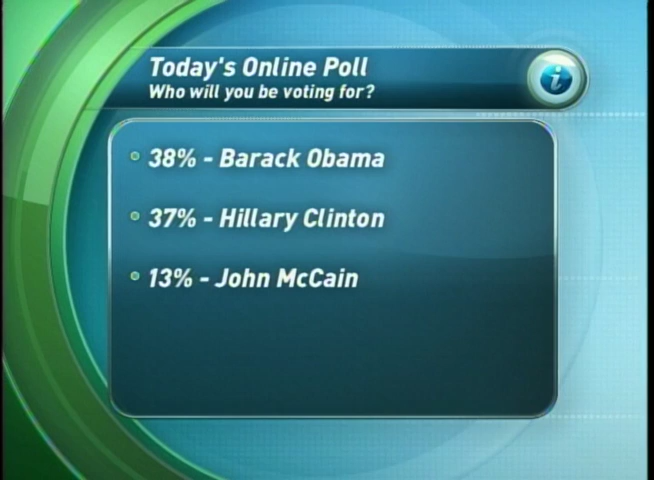 Today's Online Poll
Who will you be voting for?
i
38% - Barack Obama
37% - Hillary Clinton
13% - John McCain